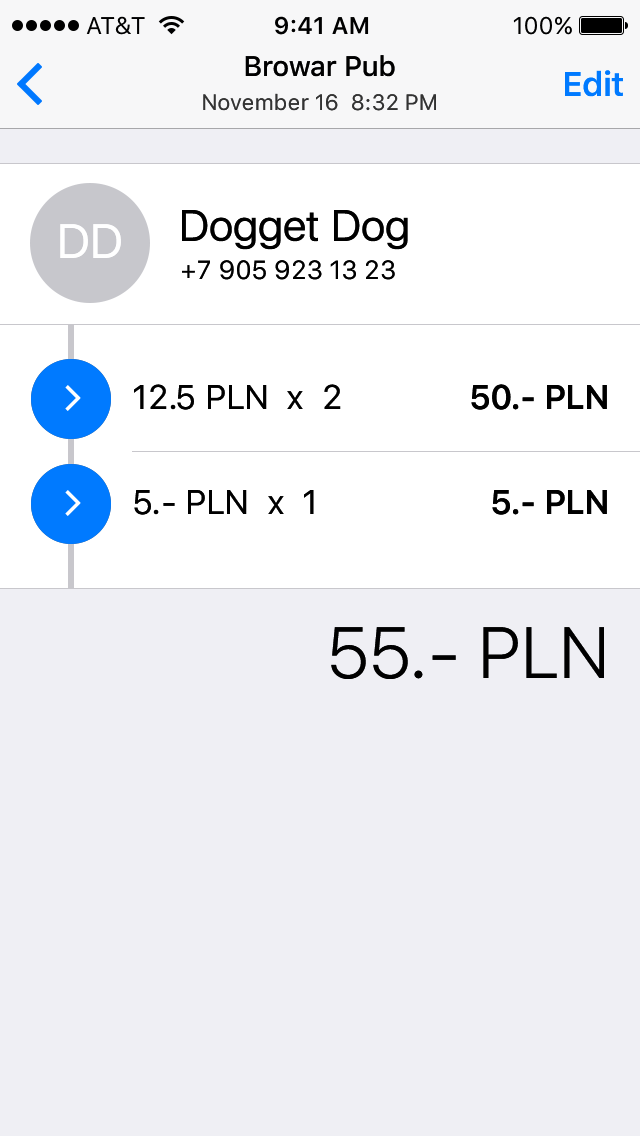 AT&T 9:41 AM 100%
Browar Pub
November 16 8:32 PM
Edit
DD
Dogget Dog
+7 905 923 13 23
12.5 PLN x 2 50.- PLN
5.- PLN x 1 5.- PLN
55.- PLN